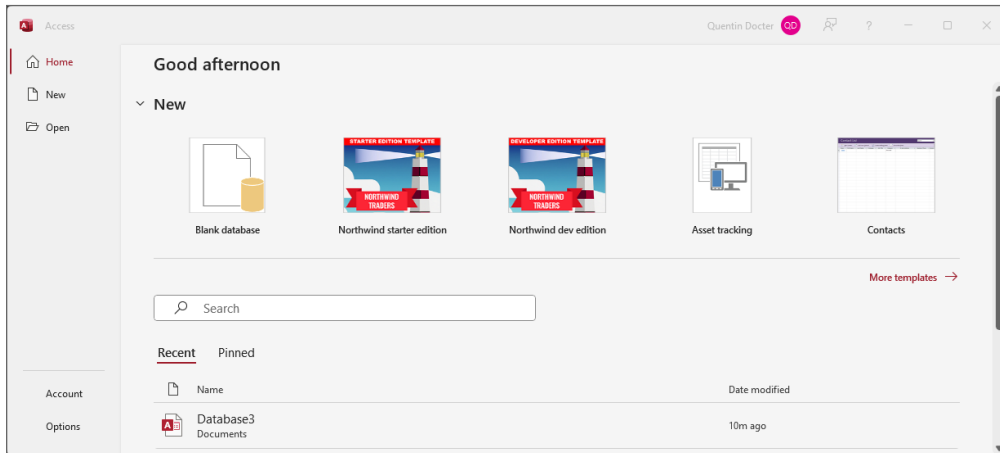 Access
Quentin Docter QD ?
Home
New
Open
Good afternoon
New
STARTER EDITION TEMPLATE
NORTHWIND
TRADERS
DEVELOPER EDITION TEMPLATE
NORTHWIND
TRADERS
Blank database
Northwind starter edition
Northwind dev edition
Asset tracking
Contacts
More templates
Search
Recent Pinned
Name Date modified
A Database3
Documents
10m ago
Account
Options